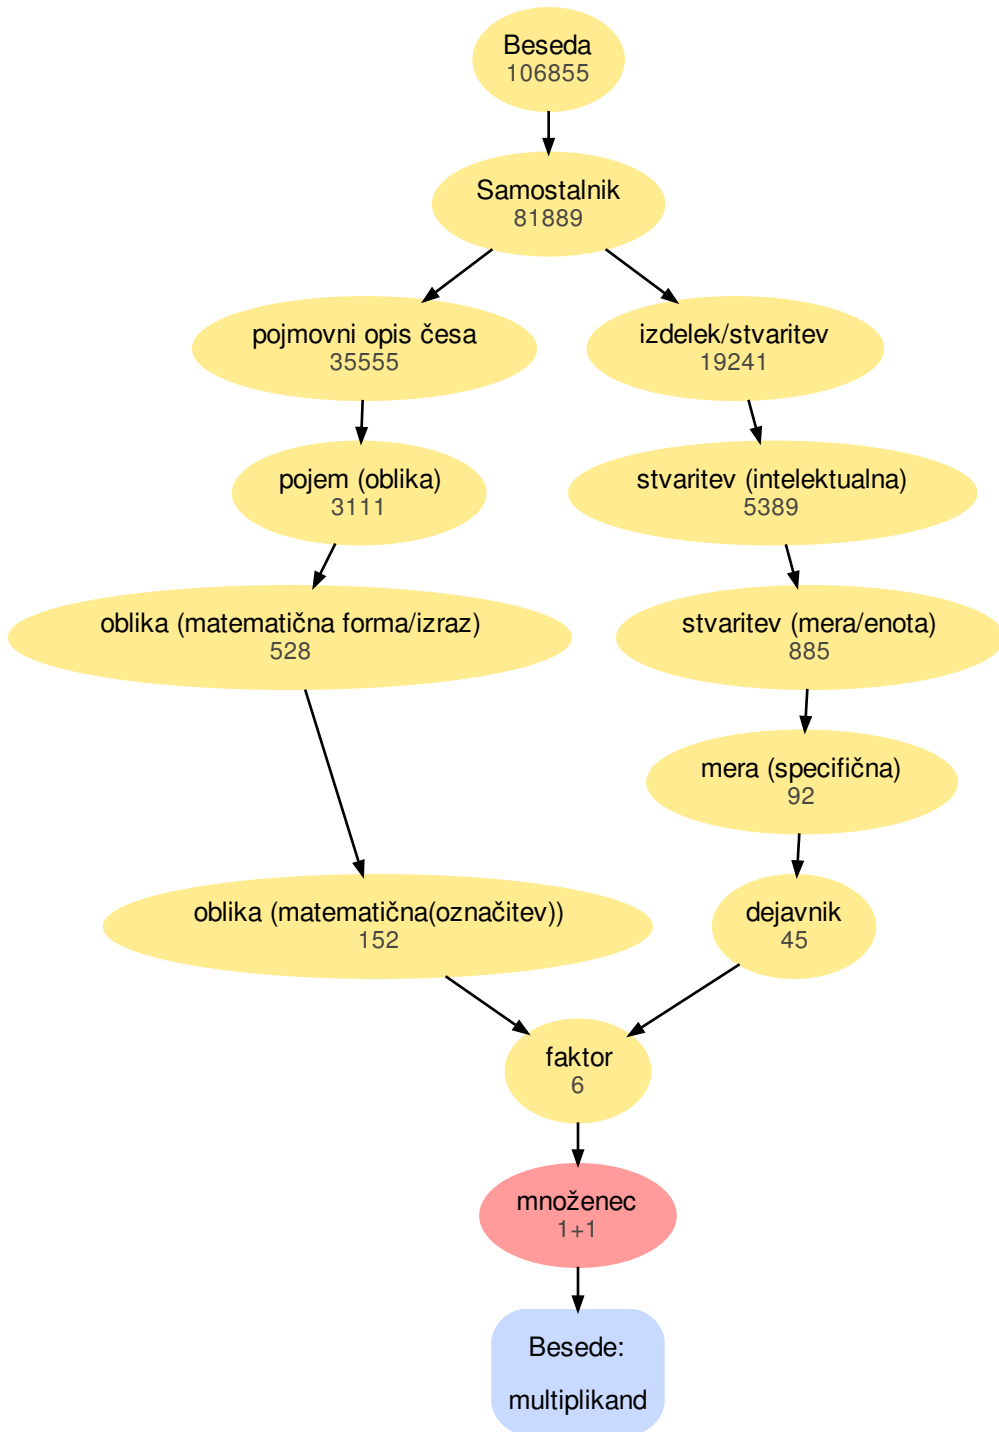 Beseda
106855
Samostalnik
81889
pojmovni opis česa
35555
izdelek/stvaritev
19241
pojem (oblika)
3111
stvaritev (intelektualna)
5389
oblika (matematična forma/izraz)
528
stvaritev (mera/enota)
885
mera (specifična)
92
oblika (matematična(označitev))
152
dejavnik
45
faktor
6
množenec
1+1
Besede:
multiplikand